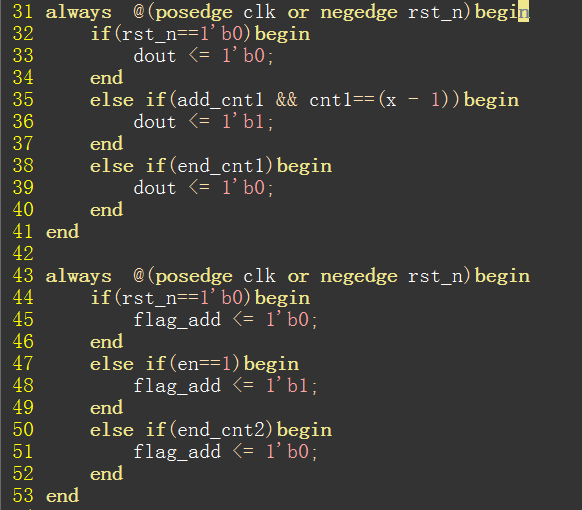 31 always  @(posedge clk or negedge rst_n)begin
32     if(rst_n==1'b0)begin
33         dout <= 1'b0;
34     end
35     else if(add_cnt1 && cnt1==(x - 1))begin
36         dout <= 1'b1;
37     end
38     else if(end_cnt1)begin
39         dout <= 1'b0;
40     end
41 end
42
43 always  @(posedge clk or negedge rst_n)begin
44     if(rst_n==1'b0)begin
45         flag_add <= 1'b0;
46     end
47     else if(en==1)begin
48         flag_add <= 1'b1;
49     end
50     else if(end_cnt2)begin
51         flag_add <= 1'b0;
52     end
53 end